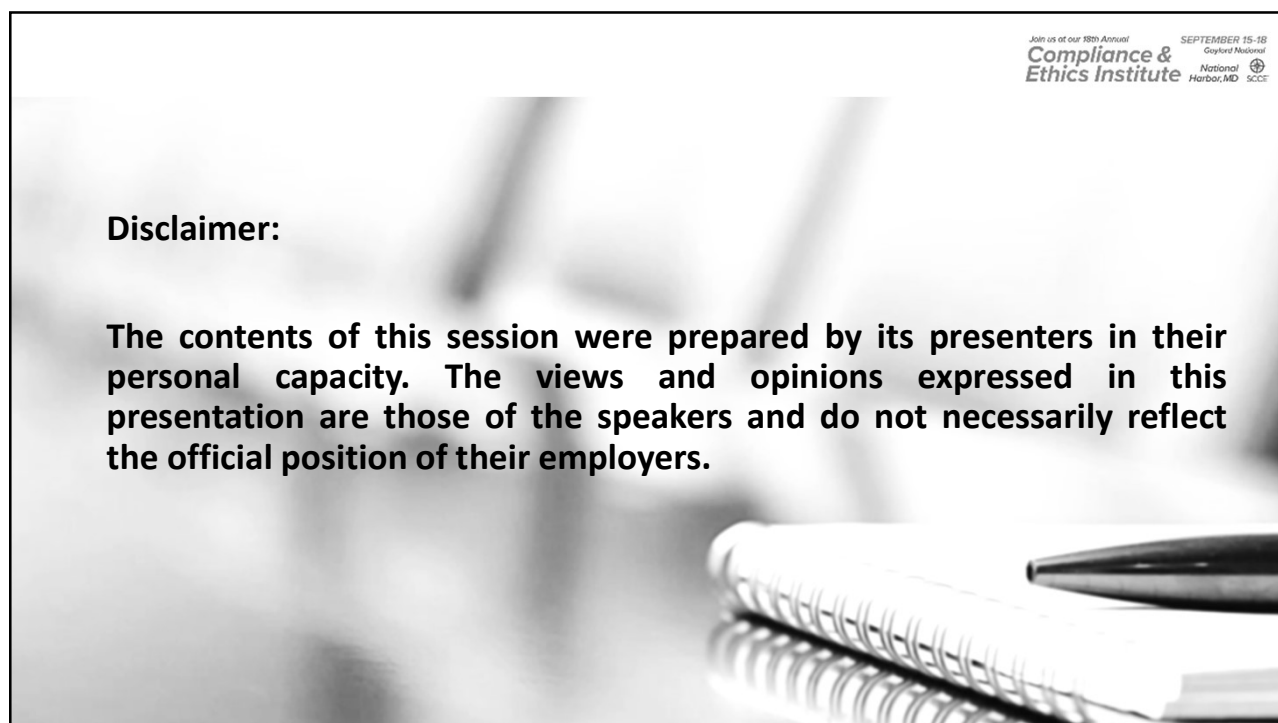 Join us at our 18th Annual
Compliance &
Ethics Institute
SEPTEMBER 15-18
Gaylord National
National
Harbor, MD SCCE
Disclaimer:
The contents of this session were prepared by its presenters in their
personal capacity. The views and opinions expressed in this
presentation are those of the speakers and do not necessarily reflect
the official position of their employers.